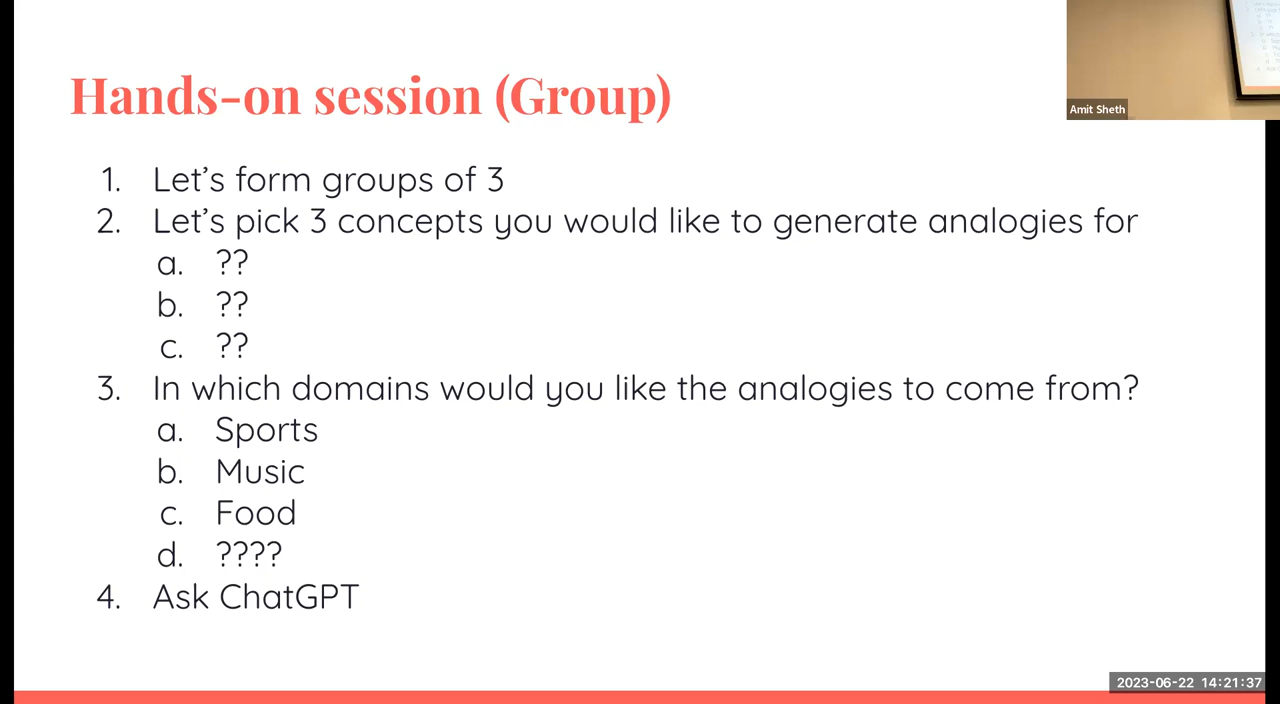 Hands-on session (Group)
Amit Sheth
1. Let’s form groups of 3
2. Let’s pick 3 concepts you would like to generate analogies for
a. ??
b. ??
c. ??
3. In which domains would you like the analogies to come from?
a. Sports
b. Music
c. Food
d. ????
4. Ask ChatGPT
2023-06-22 14:21:37